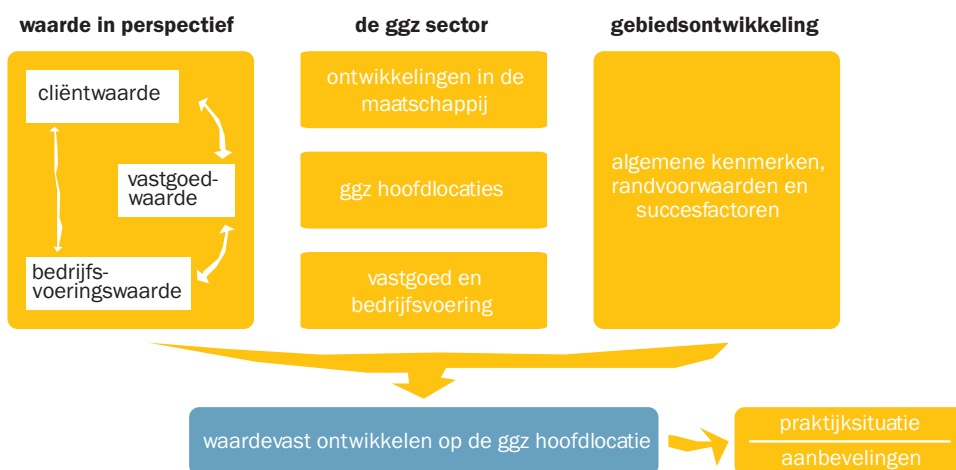 waarde in perspectief
cliëntwaarde
vastgoed-
waarde
bedrijfs-
voeringswaarde
de ggz sector
ontwikkelingen in de
maatschappij
ggz hoofdlocaties
vastgoed en
bedrijfsvoering
gebiedsontwikkeling
algemene kenmerken,
randvoorwaarden en
succesfactoren
waardevast ontwikkelen op de ggz hoofdlocatie
praktijksituatie
aanbevelingen